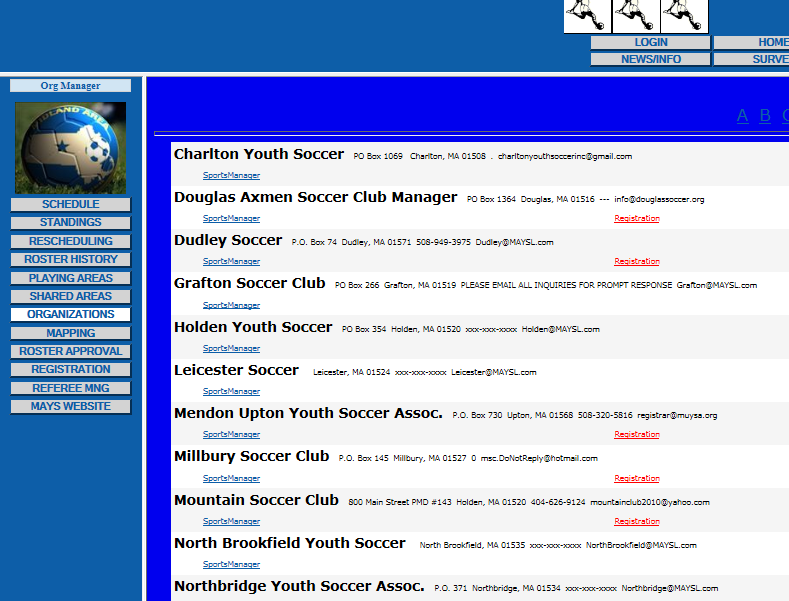 LOGIN HOME
NEWS/INFO SURVE
Org Manager
MIDLAND AREA
SCHEDULE
STANDINGS
RESCHEDULING
ROSTER HISTORY
PLAYING AREAS
SHARED AREAS
ORGANIZATIONS
MAPPING
ROSTER APPROVAL
REGISTRATION
REFEREE MNG
MAYS WEBSITE
A B C
Charlton Youth Soccer PO Box 1069 Charlton, MA 01508 . charltonyouthsoccerinc@gmail.com
SportsManager
Douglas Axmen Soccer Club Manager PO Box 1364 Douglas, MA 01516 --- info@douglassoccer.org
SportsManager Registration
Dudley Soccer P.O. Box 74 Dudley, MA 01571 508-949-3975 Dudley@MAYSL.com
SportsManager Registration
Grafton Soccer Club PO Box 266 Grafton, MA 01519 PLEASE EMAIL ALL INQUIRIES FOR PROMPT RESPONSE Grafton@MAYSL.com
SportsManager
Holden Youth Soccer PO Box 354 Holden, MA 01520 xxx-xxx-xxxx Holden@MAYSL.com
SportsManager
Leicester Soccer Leicester, MA 01524 xxx-xxx-xxxx Leicester@MAYSL.com
SportsManager
Mendon Upton Youth Soccer Assoc. P.O. Box 730 Upton, MA 01568 508-320-5816 registrar@muysa.org
SportsManager Registration
Millbury Soccer Club P.O. Box 145 Millbury, MA 01527 0 msc.DoNotReply@hotmail.com
SportsManager Registration
Mountain Soccer Club 800 Main Street PMD #143 Holden, MA 01520 404-626-9124 mountainclub2010@yahoo.com
SportsManager Registration
North Brookfield Youth Soccer North Brookfield, MA 01535 xxx-xxx-xxxx NorthBrookfield@MAYSL.com
SportsManager
Northbridge Youth Soccer Assoc. P.O. 371 Northbridge, MA 01534 xxx-xxx-xxxx Northbridge@MAYSL.com